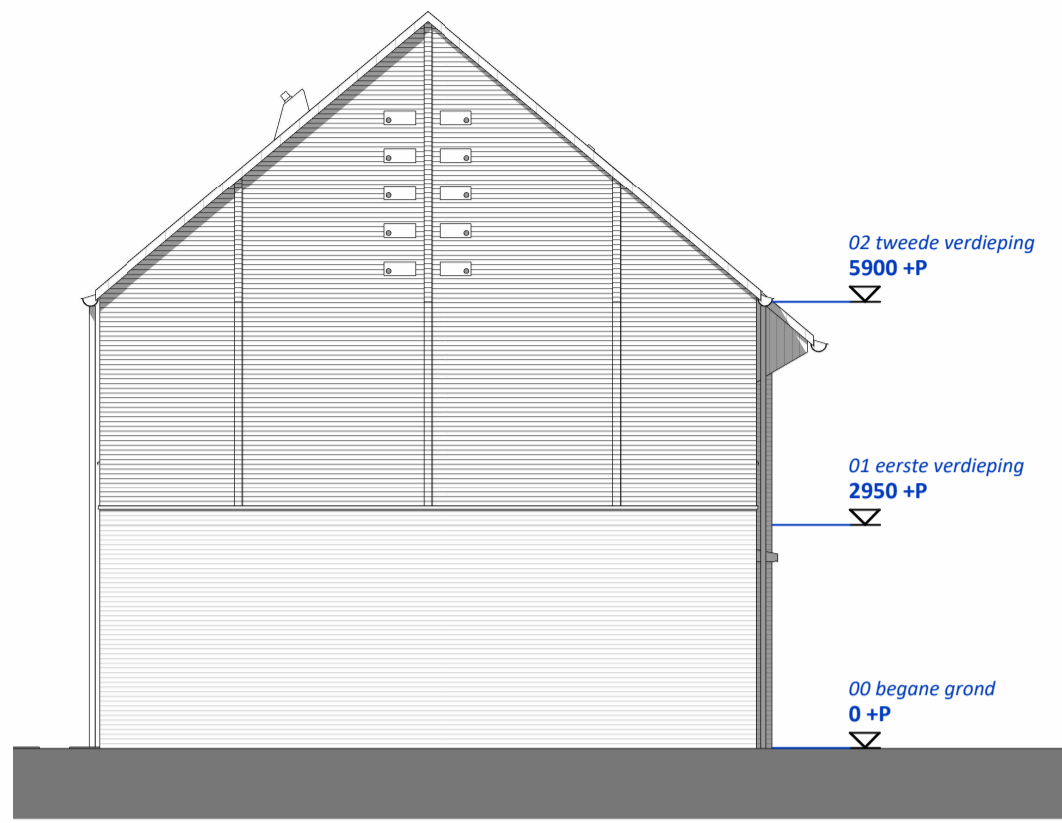 02 tweede verdieping
5900 +P
01 eerste verdieping
2950 +P
00 begane grond
0 +P